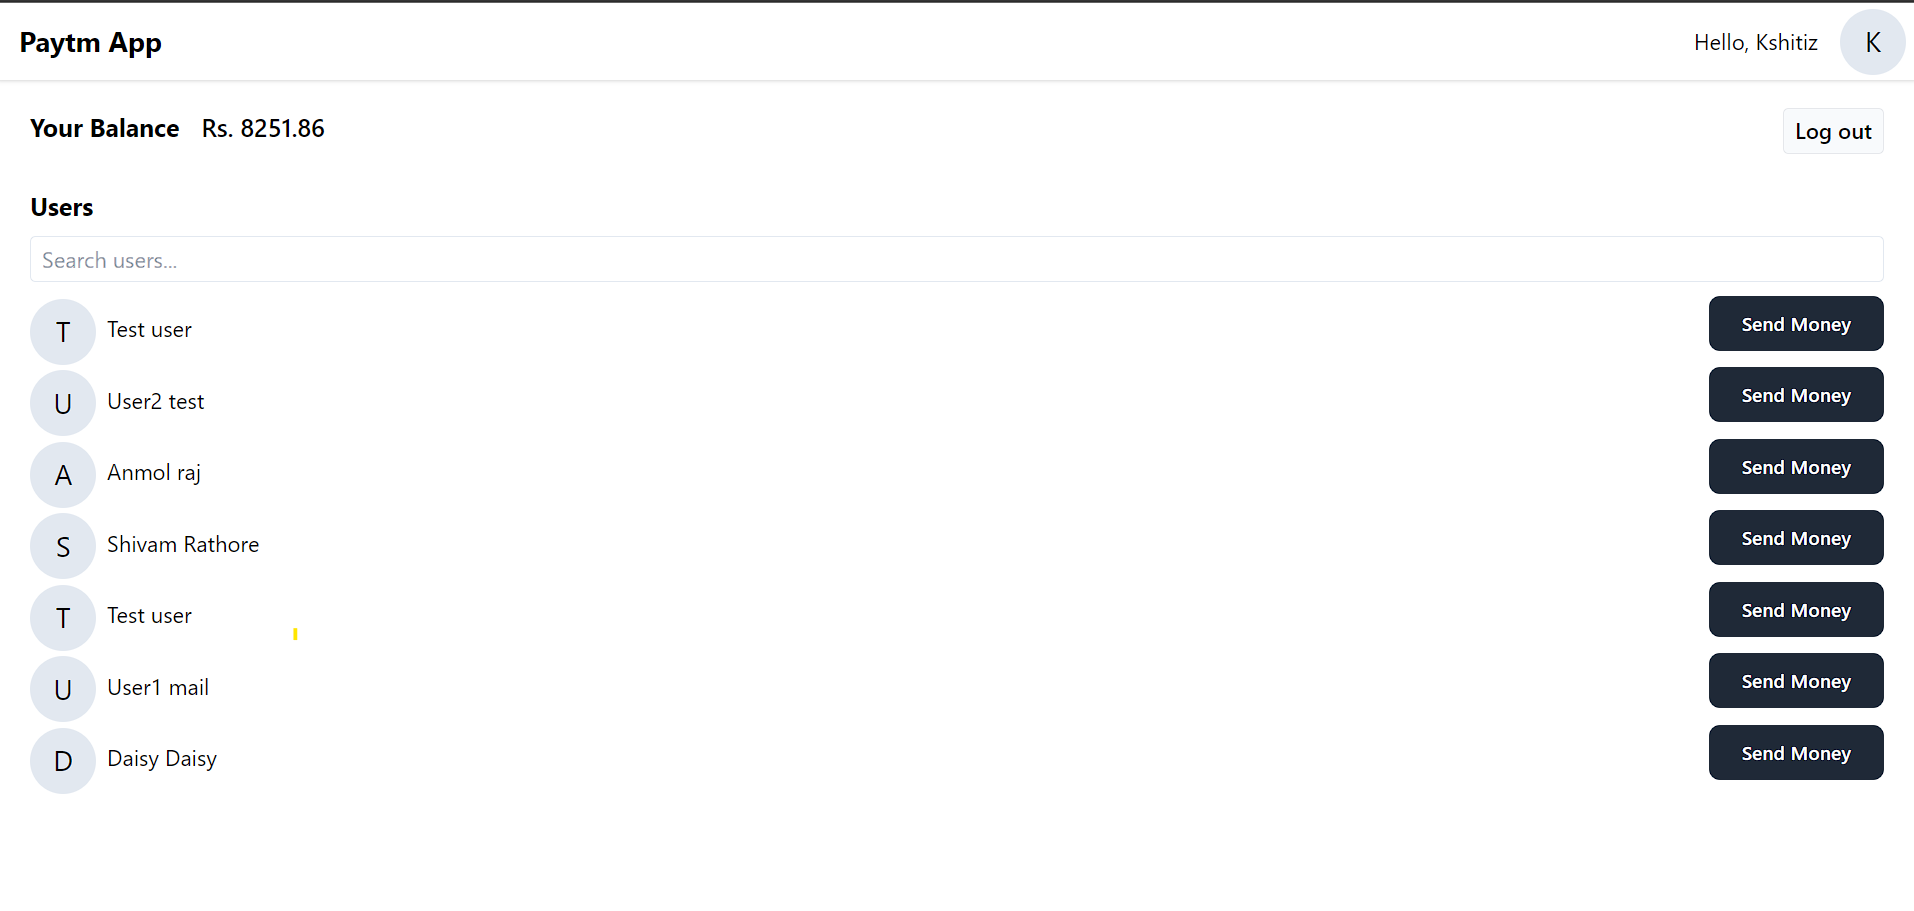 Paytm App
Hello, Kshitiz K
Your Balance Rs. 8251.86
Log out
Users
Search users...
T Test user Send Money
U User2 test Send Money
A Anmol raj Send Money
S Shivam Rathore Send Money
T Test user Send Money
U User1 mail Send Money
D Daisy Daisy Send Money